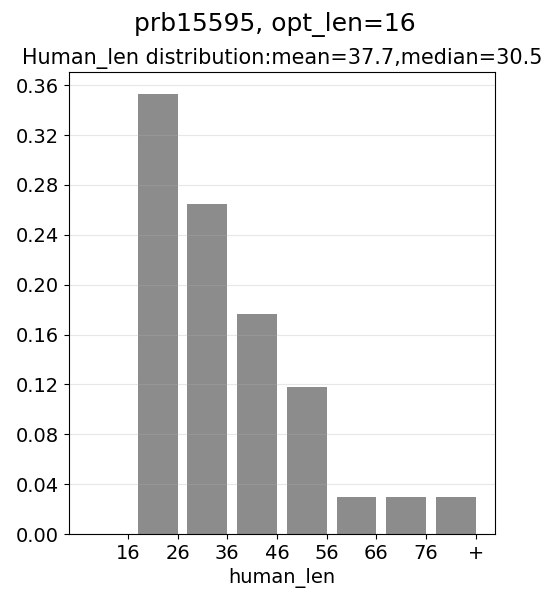 prb15595, opt_len=16
Human_len distribution:mean=37.7,median=30.5
0.36
0.32
0.28
0.24
0.20
0.16
0.12
0.08
0.04
0.00
16 26 36 46 56 66 76 +
human_len